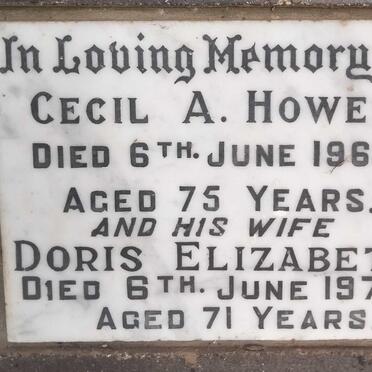 In Loving Memory
CECIL A. HOWE
DIED 6TH. JUNE 196
AGED 75 YEARS.
AND HIS WIFE
DORIS ELIZABET
DIED 6TH. JUNE 197
AGED 71 YEARS